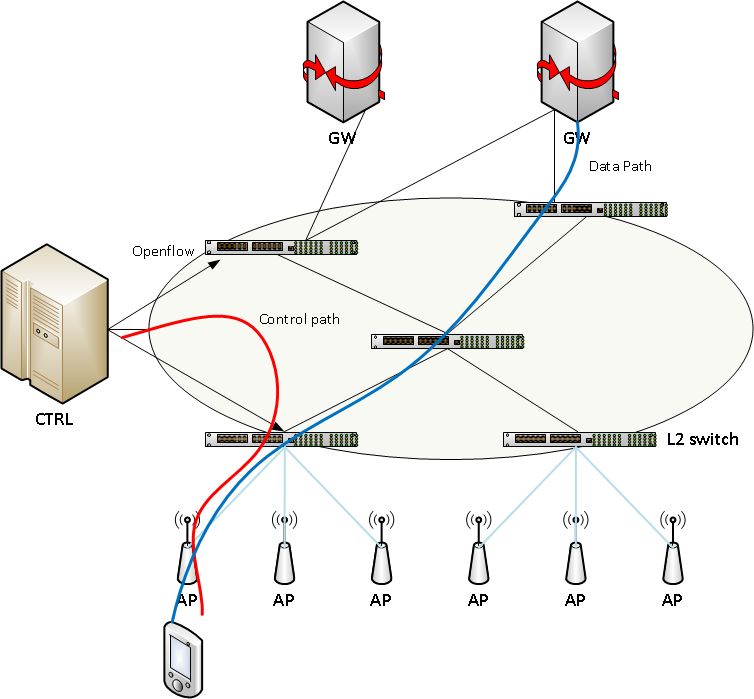 GW
GW
Data Path
Openflow
Control path
CTRL
L2 switch
AP
AP
AP
AP
AP
AP